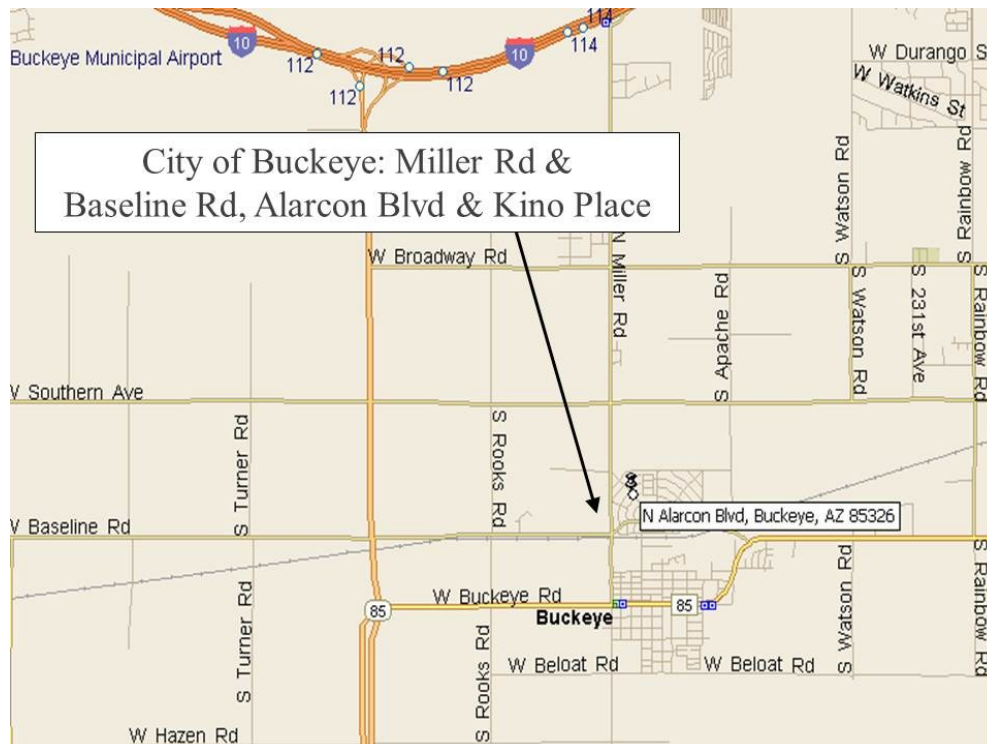 114
10
10
114
Buckeye Municipal Airport
112
112
112
112
W Durango S
W Watkins St
City of Buckeye: Miller Rd &
Baseline Rd, Alarcon Blvd & Kino Place
S Watson Rd
S Rainbow Rd
W Broadway Rd
N Miller Rd
S Apache Rd
S Watson Rd
S 231st Ave
S Rainbow Rd
W Southern Ave
S Turner Rd
S Rooks Rd
N Alarcon Blvd, Buckeye, AZ 85326
W Baseline Rd
S Turner Rd
S Watson Rd
S Rainbow Rd
W Buckeye Rd
85
85
Buckeye
S Rooks Rd
W Beloat Rd
W Beloat Rd
W Hazen Rd